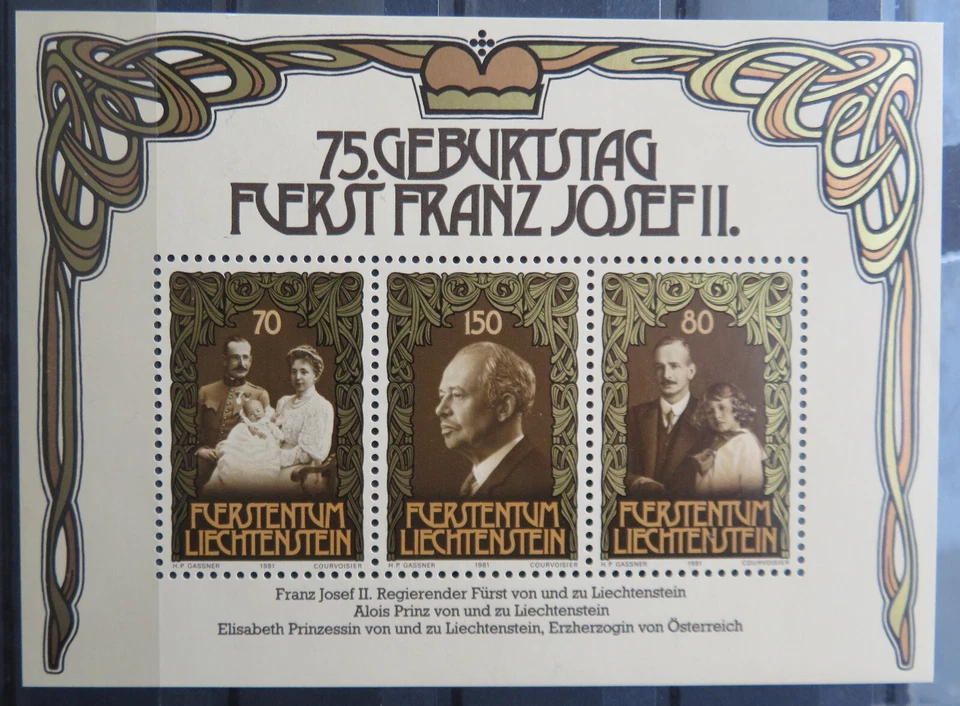 75. GEBURTSTAG
FUERST FRANZ JOSEF II.
70
150
80
FUERSTENTUM
LIECHTENSTEIN
FUERSTENTUM
LIECHTENSTEIN
FUERSTENTUM
LIECHTENSTEIN
H.P. GASSNER 1981 COURVOISIER
H.P. GASSNER 1981 COURVOISIER
H.P. GASSNER 1981 COURVOISIER
Franz Josef II. Regierender Fürst von und zu Liechtenstein
Alois Prinz von und zu Liechtenstein
Elisabeth Prinzessin von und zu Liechtenstein, Erzherzogin von Österreich